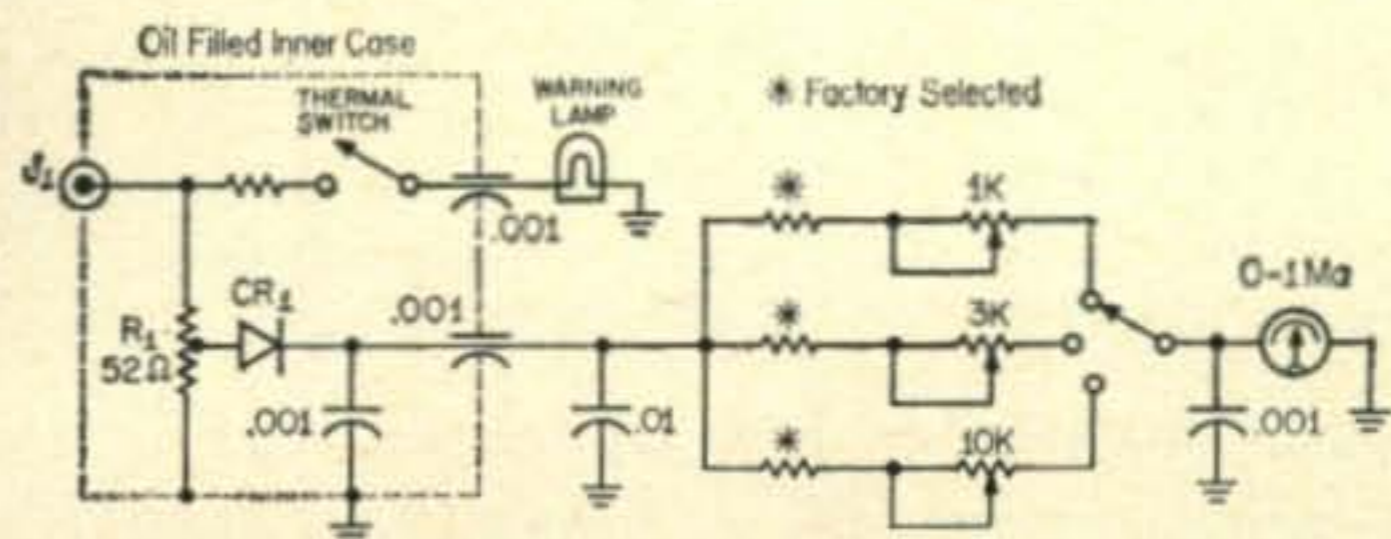 Oil Filled Inner Case
THERMAL
SWITCH
WARNING
LAMP
* Factory Selected
J1
.001
* 1K
CR1
.001
R1
52Ω
* 3K
0-1Ma
.001
.01
* 10K
.001